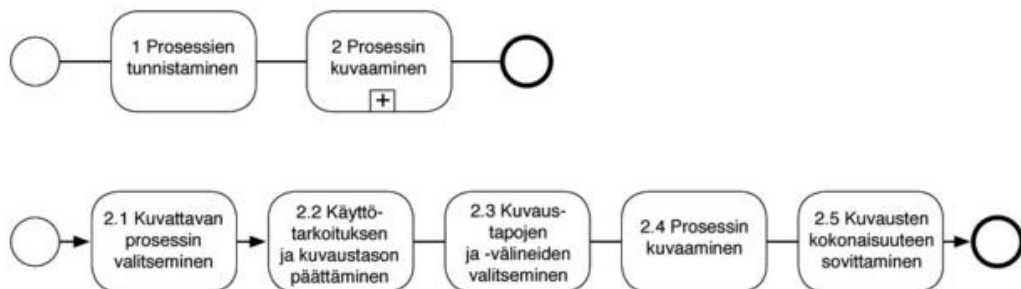 1 Prosessien
tunnistaminen
2 Prosessin
kuvaaminen
2.1 Kuvattavan
prosessin
valitseminen
2.2 Käyttö-
tarkoituksen
ja kuvaustason
päättäminen
2.3 Kuvaus-
tapojen
ja -välineiden
valitseminen
2.4 Prosessin
kuvaaminen
2.5 Kuvausten
kokonaisuuteen
sovittaminen